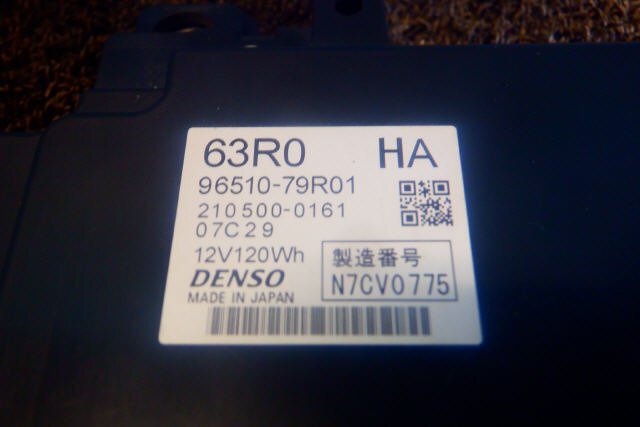 63R0 HA
96510-79R01
210500-0161
07C29
12V120Wh
DENSO
MADE IN JAPAN
製造番号
N7CV0775